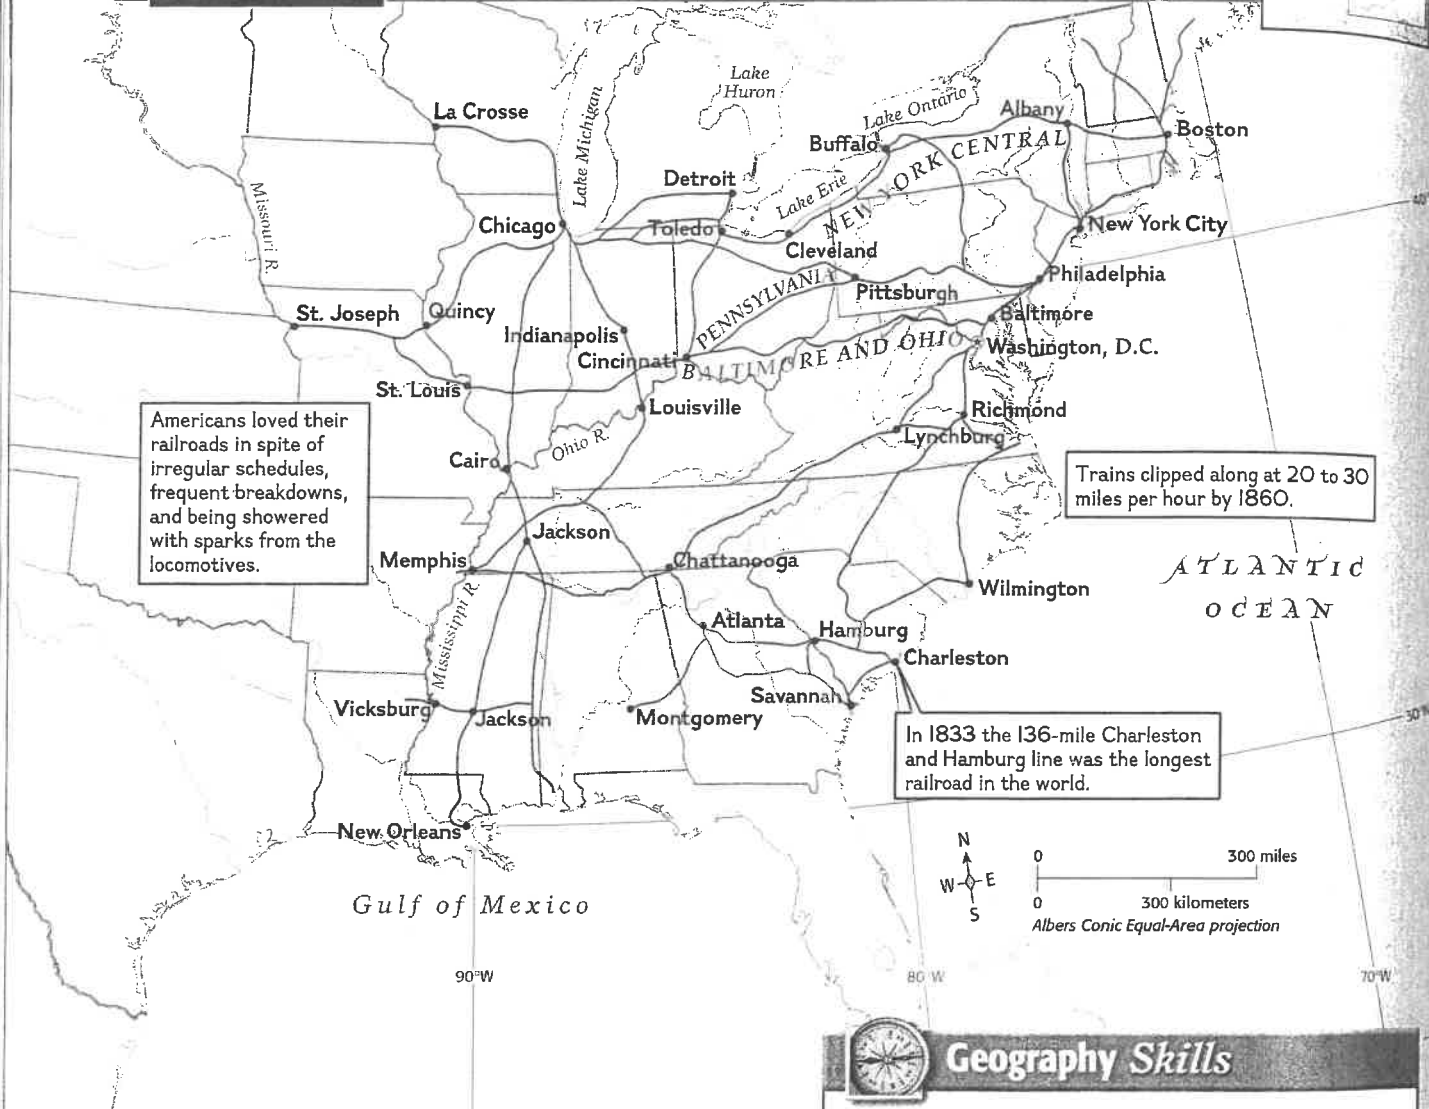 Lake
Huron
La Crosse
Lake Michigan
Lake Ontario
Albany
Boston
Buffalo
NEW YORK CENTRAL
Detroit
Lake Erie
Missouri R.
Chicago
Toledo
Cleveland
New York City
40°
Philadelphia
PENNSYLVANIA
Pittsburgh
St. Joseph
Quincy
Baltimore
Indianapolis
Cincinnati
BALTIMORE AND OHIO
Washington, D.C.
St. Louis
Louisville
Richmond
Lynchburg
Ohio R.
Cairo
Americans loved their
railroads in spite of
irregular schedules,
frequent breakdowns,
and being showered
with sparks from the
locomotives.
Trains clipped along at 20 to 30
miles per hour by 1860.
Jackson
Memphis
Chattanooga
ATLANTIC
OCEAN
Wilmington
Mississippi R.
Atlanta
Hamburg
Charleston
Savannah
Vicksburg
Jackson
Montgomery
30°N
In 1833 the 136-mile Charleston
and Hamburg line was the longest
railroad in the world.
New Orleans
N
W E
S
0 300 miles
0 300 kilometers
Albers Conic Equal-Area projection
Gulf of Mexico
90°W
80°W
70°W
Geography Skills